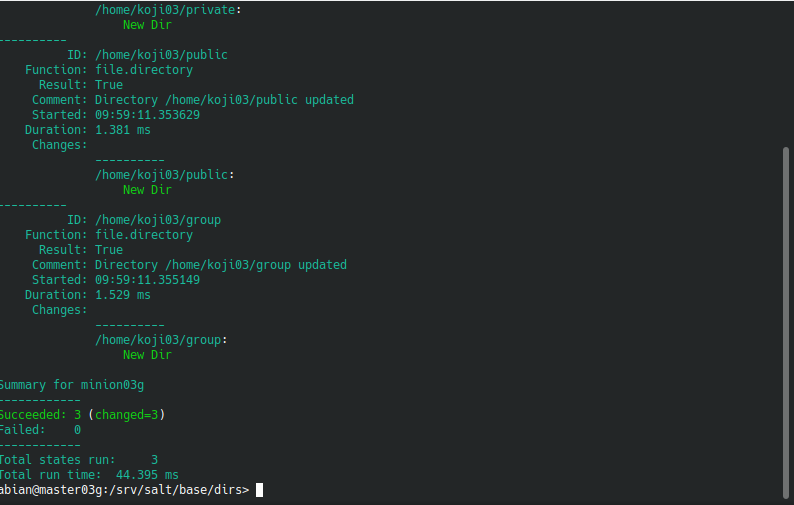 /home/koji03/private:
New Dir
----------
ID: /home/koji03/public
Function: file.directory
Result: True
Comment: Directory /home/koji03/public updated
Started: 09:59:11.353629
Duration: 1.381 ms
Changes:
----------
/home/koji03/public:
New Dir
----------
ID: /home/koji03/group
Function: file.directory
Result: True
Comment: Directory /home/koji03/group updated
Started: 09:59:11.355149
Duration: 1.529 ms
Changes:
----------
/home/koji03/group:
New Dir
Summary for minion03g
------------
Succeeded: 3 (changed=3)
Failed: 0
------------
Total states run: 3
Total run time: 44.395 ms
abian@master03g:/srv/salt/base/dirs>